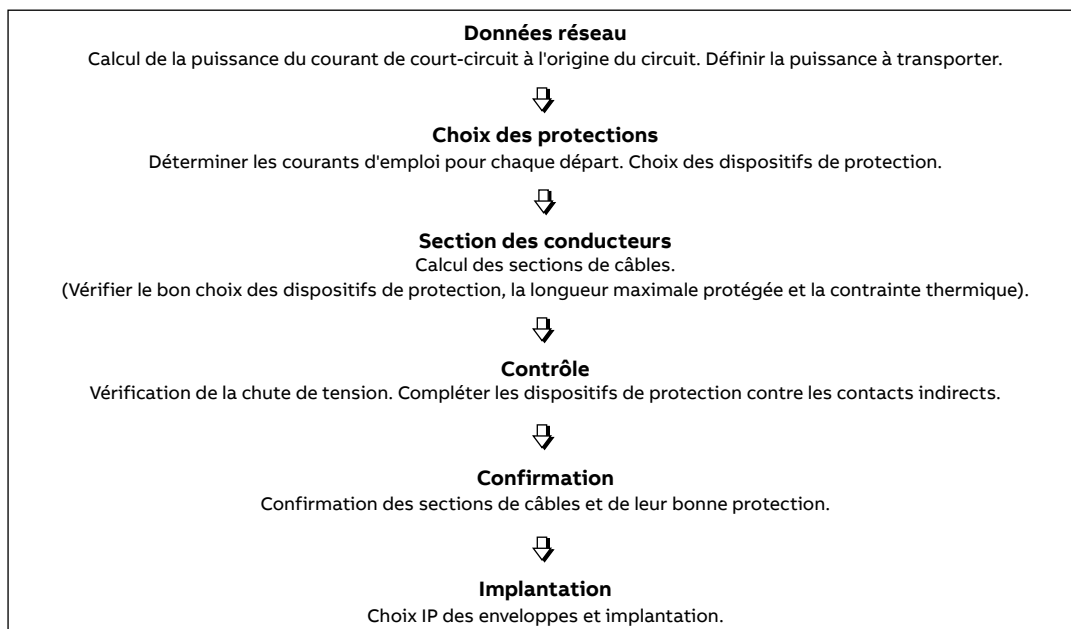 Données réseau
Calcul de la puissance du courant de court-circuit à l'origine du circuit. Définir la puissance à transporter.
Choix des protections
Déterminer les courants d'emploi pour chaque départ. Choix des dispositifs de protection.
Section des conducteurs
Calcul des sections de câbles.
(Vérifier le bon choix des dispositifs de protection, la longueur maximale protégée et la contrainte thermique).
Contrôle
Vérification de la chute de tension. Compléter les dispositifs de protection contre les contacts indirects.
Confirmation
Confirmation des sections de câbles et de leur bonne protection.
Implantation
Choix IP des enveloppes et implantation.